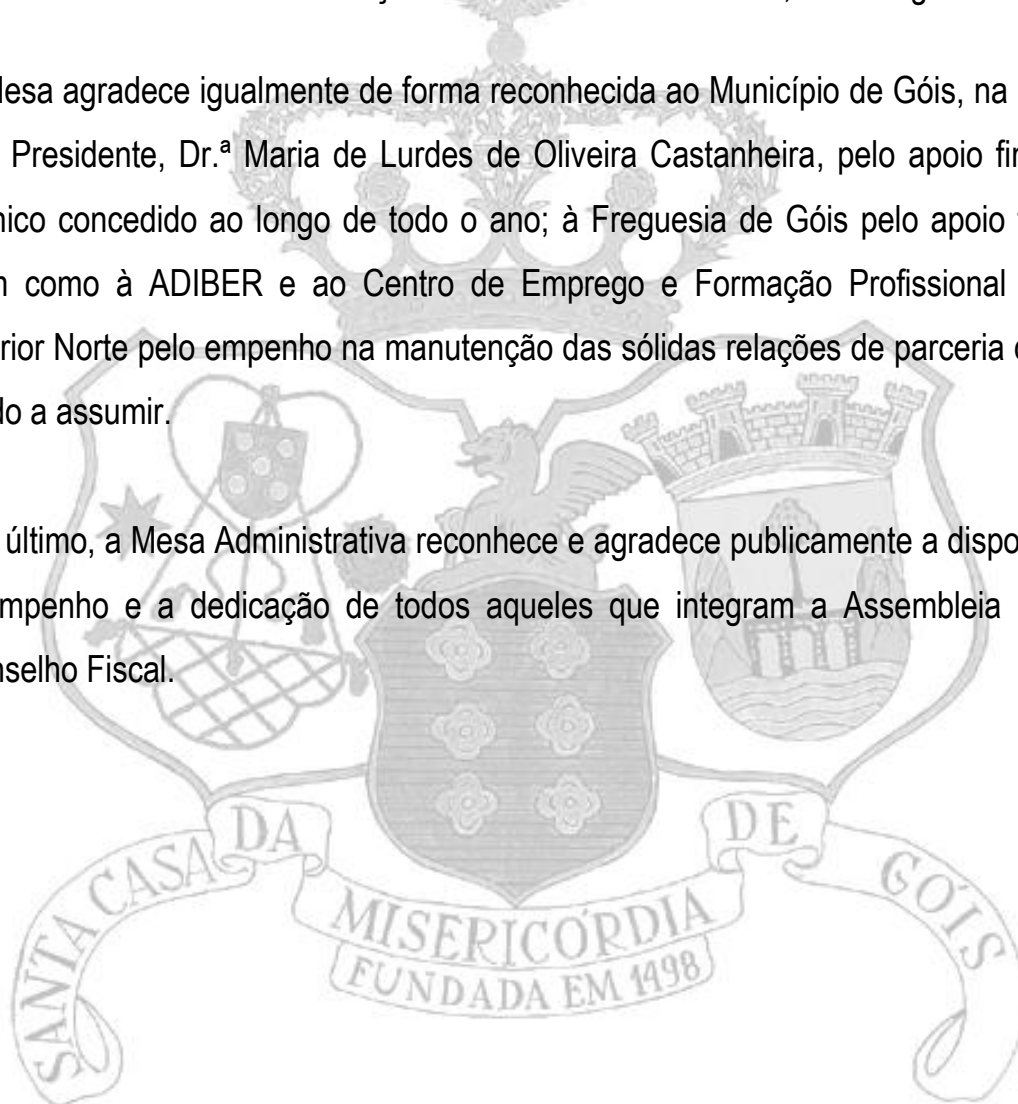 esa agradece igualmente de forma reconhecida ao Município de Góis, na
Presidente, Dr.ª Maria de Lurdes de Oliveira Castanheira, pelo apoio fin
nico concedido ao longo de todo o ano; à Freguesia de Góis pelo apoio
como à ADIBER e ao Centro de Emprego e Formação Profissional
rior Norte pelo empenho na manutenção das sólidas relações de parceria
do a assumir.
último, a Mesa Administrativa reconhece e agradece publicamente a dispo
mpenho e a dedicação de todos aqueles que integram a Assembleia
nselho Fiscal.
SANTA CASA DA MISERICÓRDIA DE GÓIS
FUNDADA EM 1498